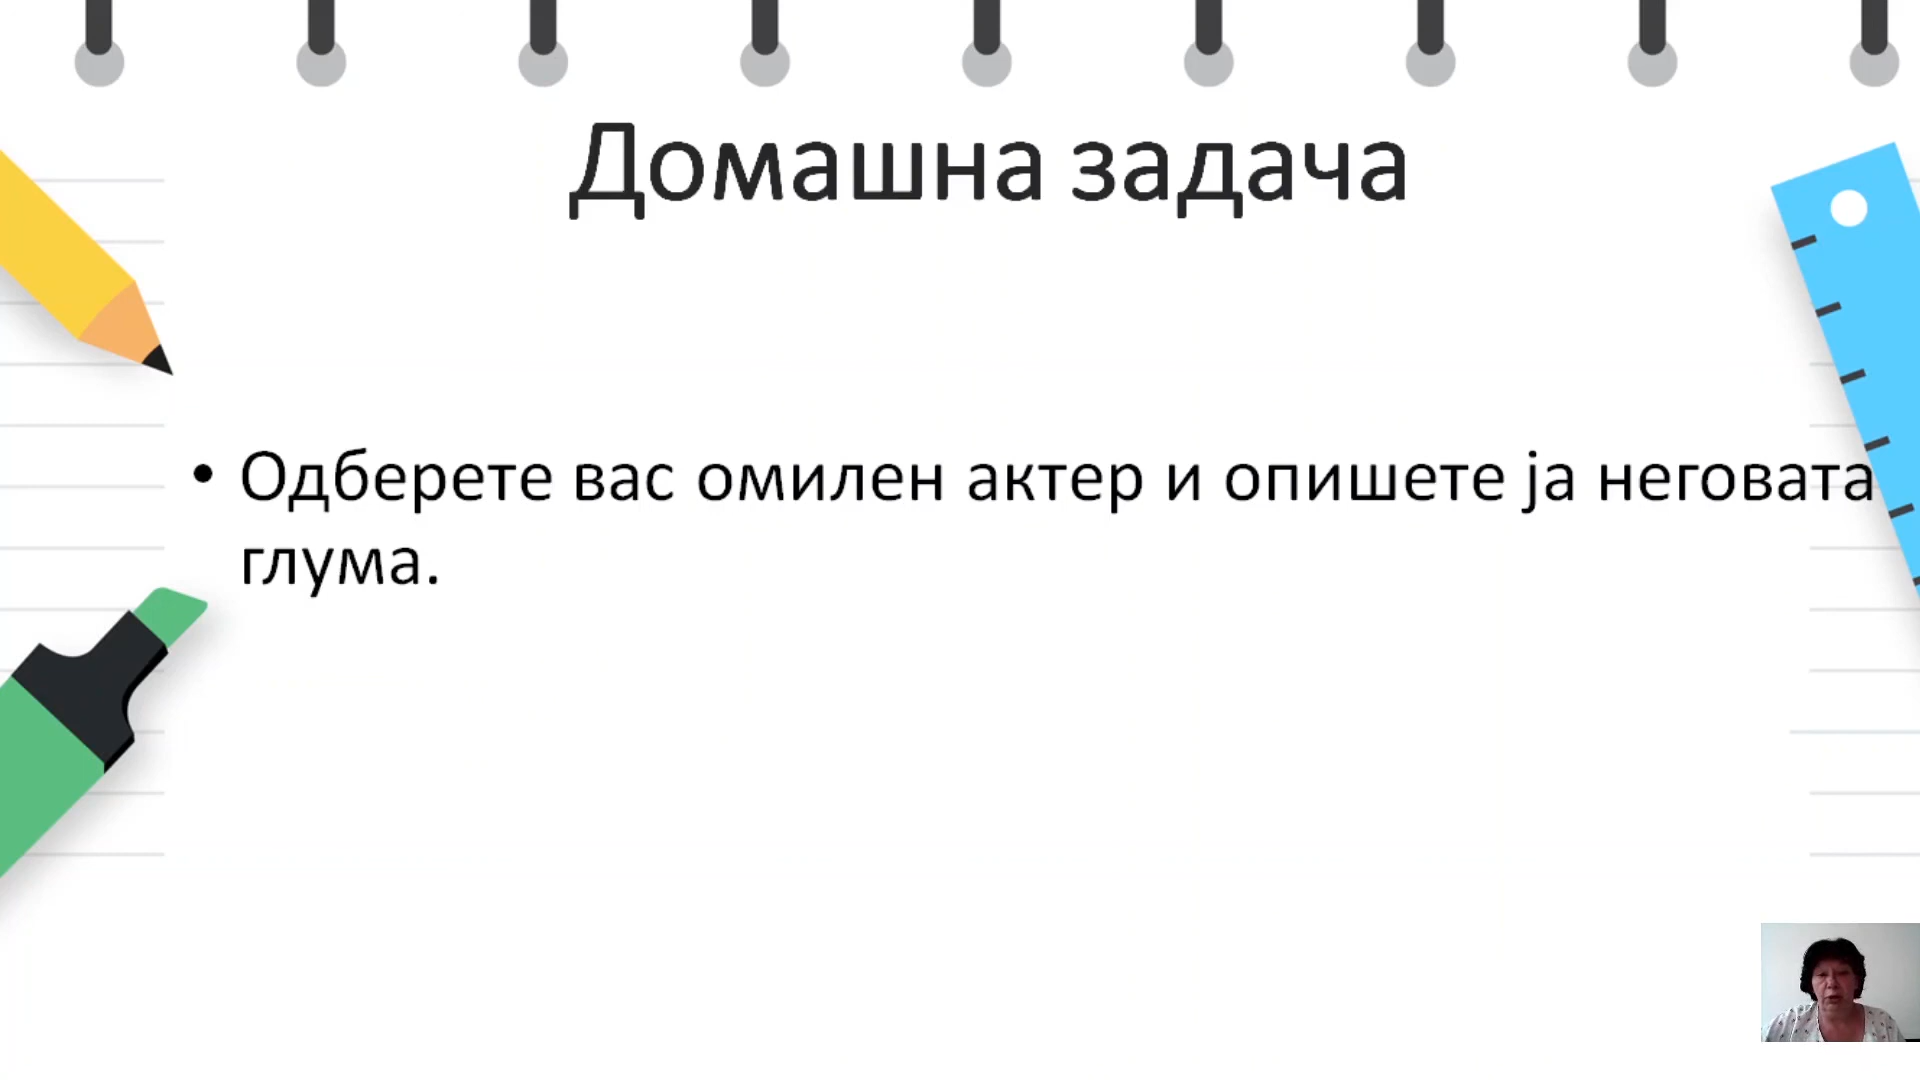 Домашна задача
• Одберете вас омилен актер и опишете ја неговата
глума.